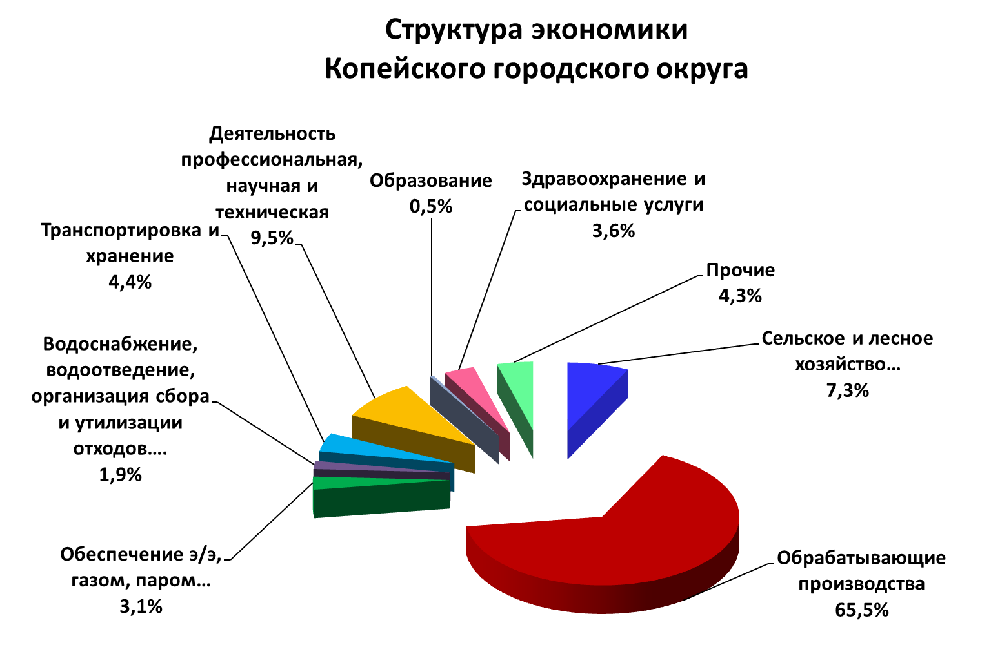 Структура экономики
Копейского городского округа
Деятельность
профессиональная,
научная и
техническая
9,5%
Образование
0,5%
Здравоохранение и
социальные услуги
3,6%
Транспортировка и
хранение
4,4%
Прочие
4,3%
Сельское и лесное
хозяйство...
7,3%
Водоснабжение,
водоотведение,
организация сбора
и утилизации
отходов....
1,9%
Обеспечение э/э,
газом, паром...
3,1%
Обрабатывающие
производства
65,5%